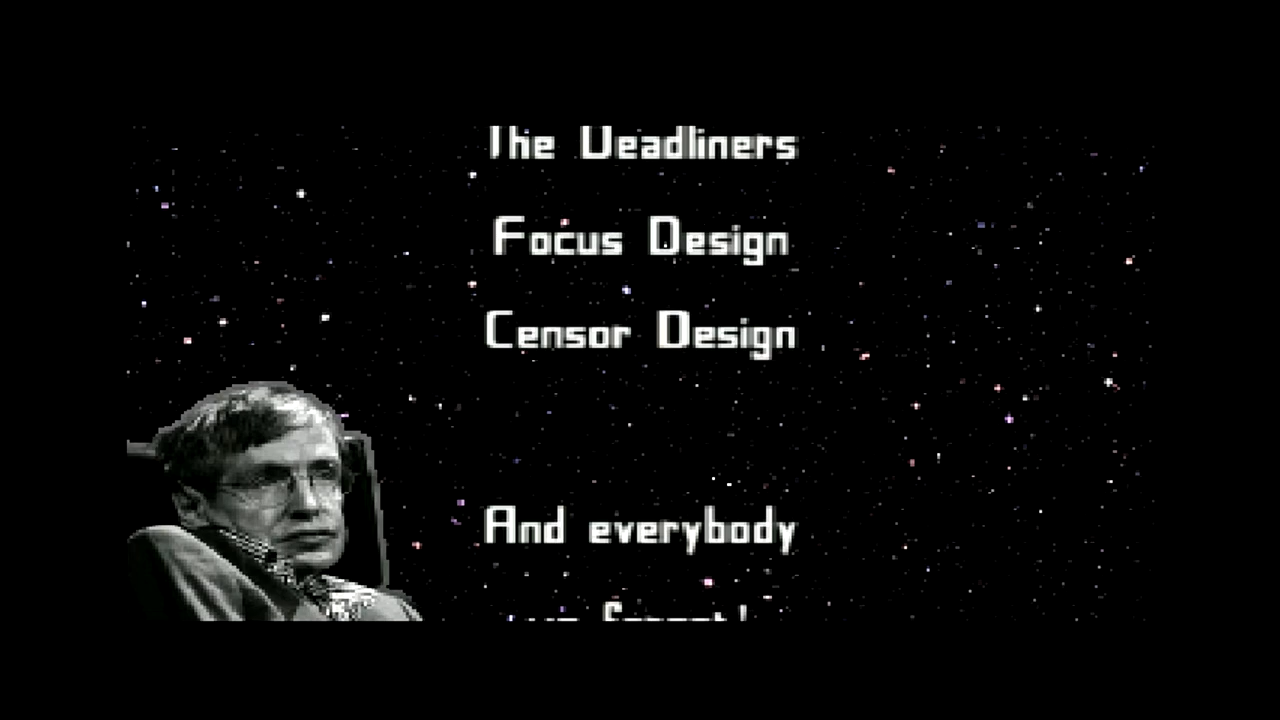 The Deadliners
Focus Design
Censor Design
And everybody